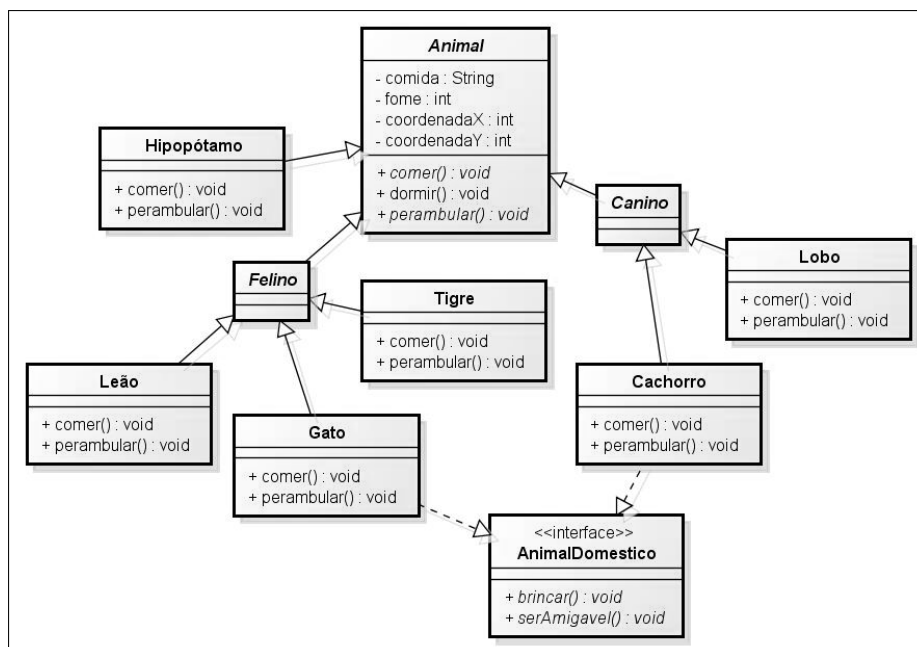 Animal
- comida : String
- fome : int
- coordenadaX : int
- coordenadaY : int
+ comer() : void
+ dormir() : void
+ perambular() : void
Hipopótamo
+ comer() : void
+ perambular() : void
Canino
Lobo
+ comer() : void
+ perambular() : void
Felino
Tigre
+ comer() : void
+ perambular() : void
Leão
+ comer() : void
+ perambular() : void
Cachorro
+ comer() : void
+ perambular() : void
Gato
+ comer() : void
+ perambular() : void
<<interface>>
AnimalDomestico
+ brincar() : void
+ serAmigavel() : void